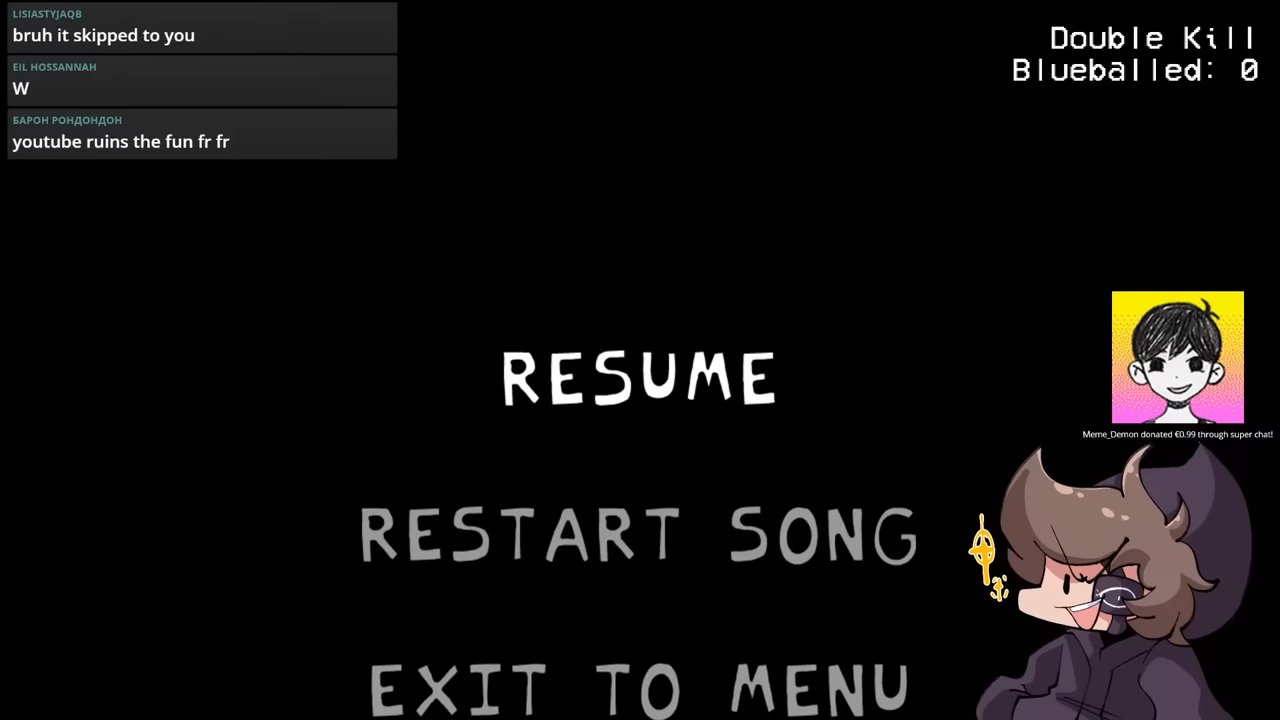 LISIASTYJAQB
bruh it skipped to you
EIL HOSSANNAH
W
БАРОН РОНДОНДОН
youtube ruins the fun fr fr
Double Kill
Blueballed: 0
RESUME
Meme_Demon donated €0.99 through super chat!
RESTART SONG
EXIT TO MENU